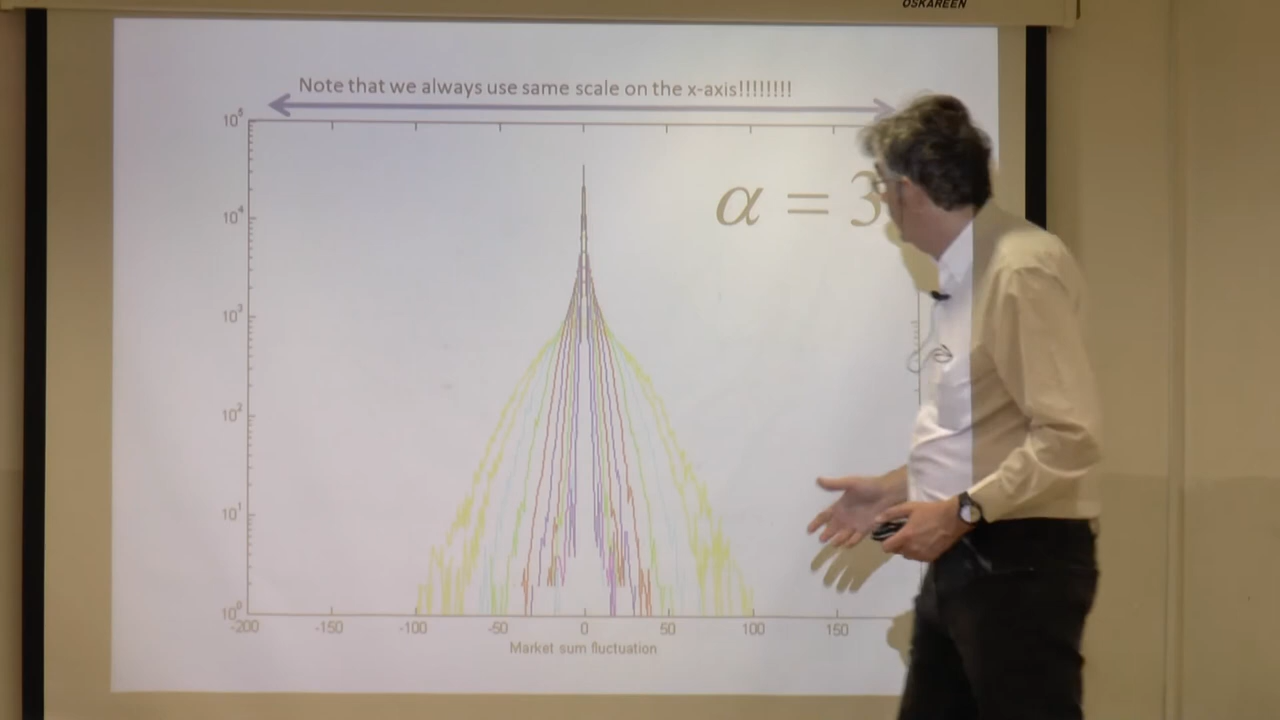 OSKAREEN
Note that we always use same scale on the x-axis!!!!!!!!
10^5
α = 3
10^4
10^3
10^2
10^1
10^0
-200 -150 -100 -50 0 50 100 150
Market sum fluctuation